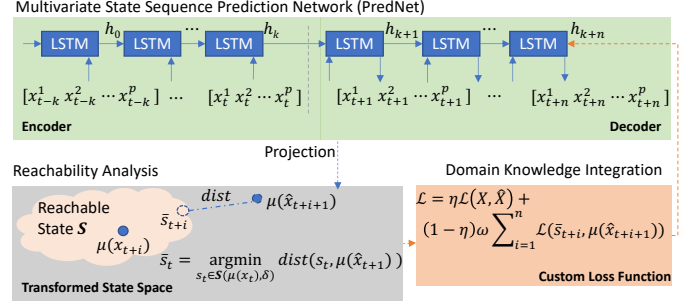 Multivariate State Sequence Prediction Network (PredNet)
h_0 ... h_k h_{k+1} ... h_{k+n}
LSTM LSTM LSTM LSTM LSTM LSTM
[x^1_{t-k} x^2_{t-k} ⋯ x^p_{t-k}] ... [x^1_t x^2_t ⋯ x^p_t] [x^1_{t+1} x^2_{t+1} ⋯ x^p_{t+1}] ... [x^1_{t+n} x^2_{t+n} ⋯ x^p_{t+n}]
Encoder Decoder
Projection
Reachability Analysis
Reachable
State S
μ(x_{t+i})
dist
s̄_{t+i}
μ(x̂_{t+i+1})
s̄_t = argmin dist(s_t, μ(x̂_{t+1}) )
s_t∈S(μ(x_t),δ)
Transformed State Space
Domain Knowledge Integration
ℒ = ηℒ(X, X̂) +
(1 − η)ω ∑^n_{i=1} ℒ(s̄_{t+i}, μ(x̂_{t+i+1}))
Custom Loss Function